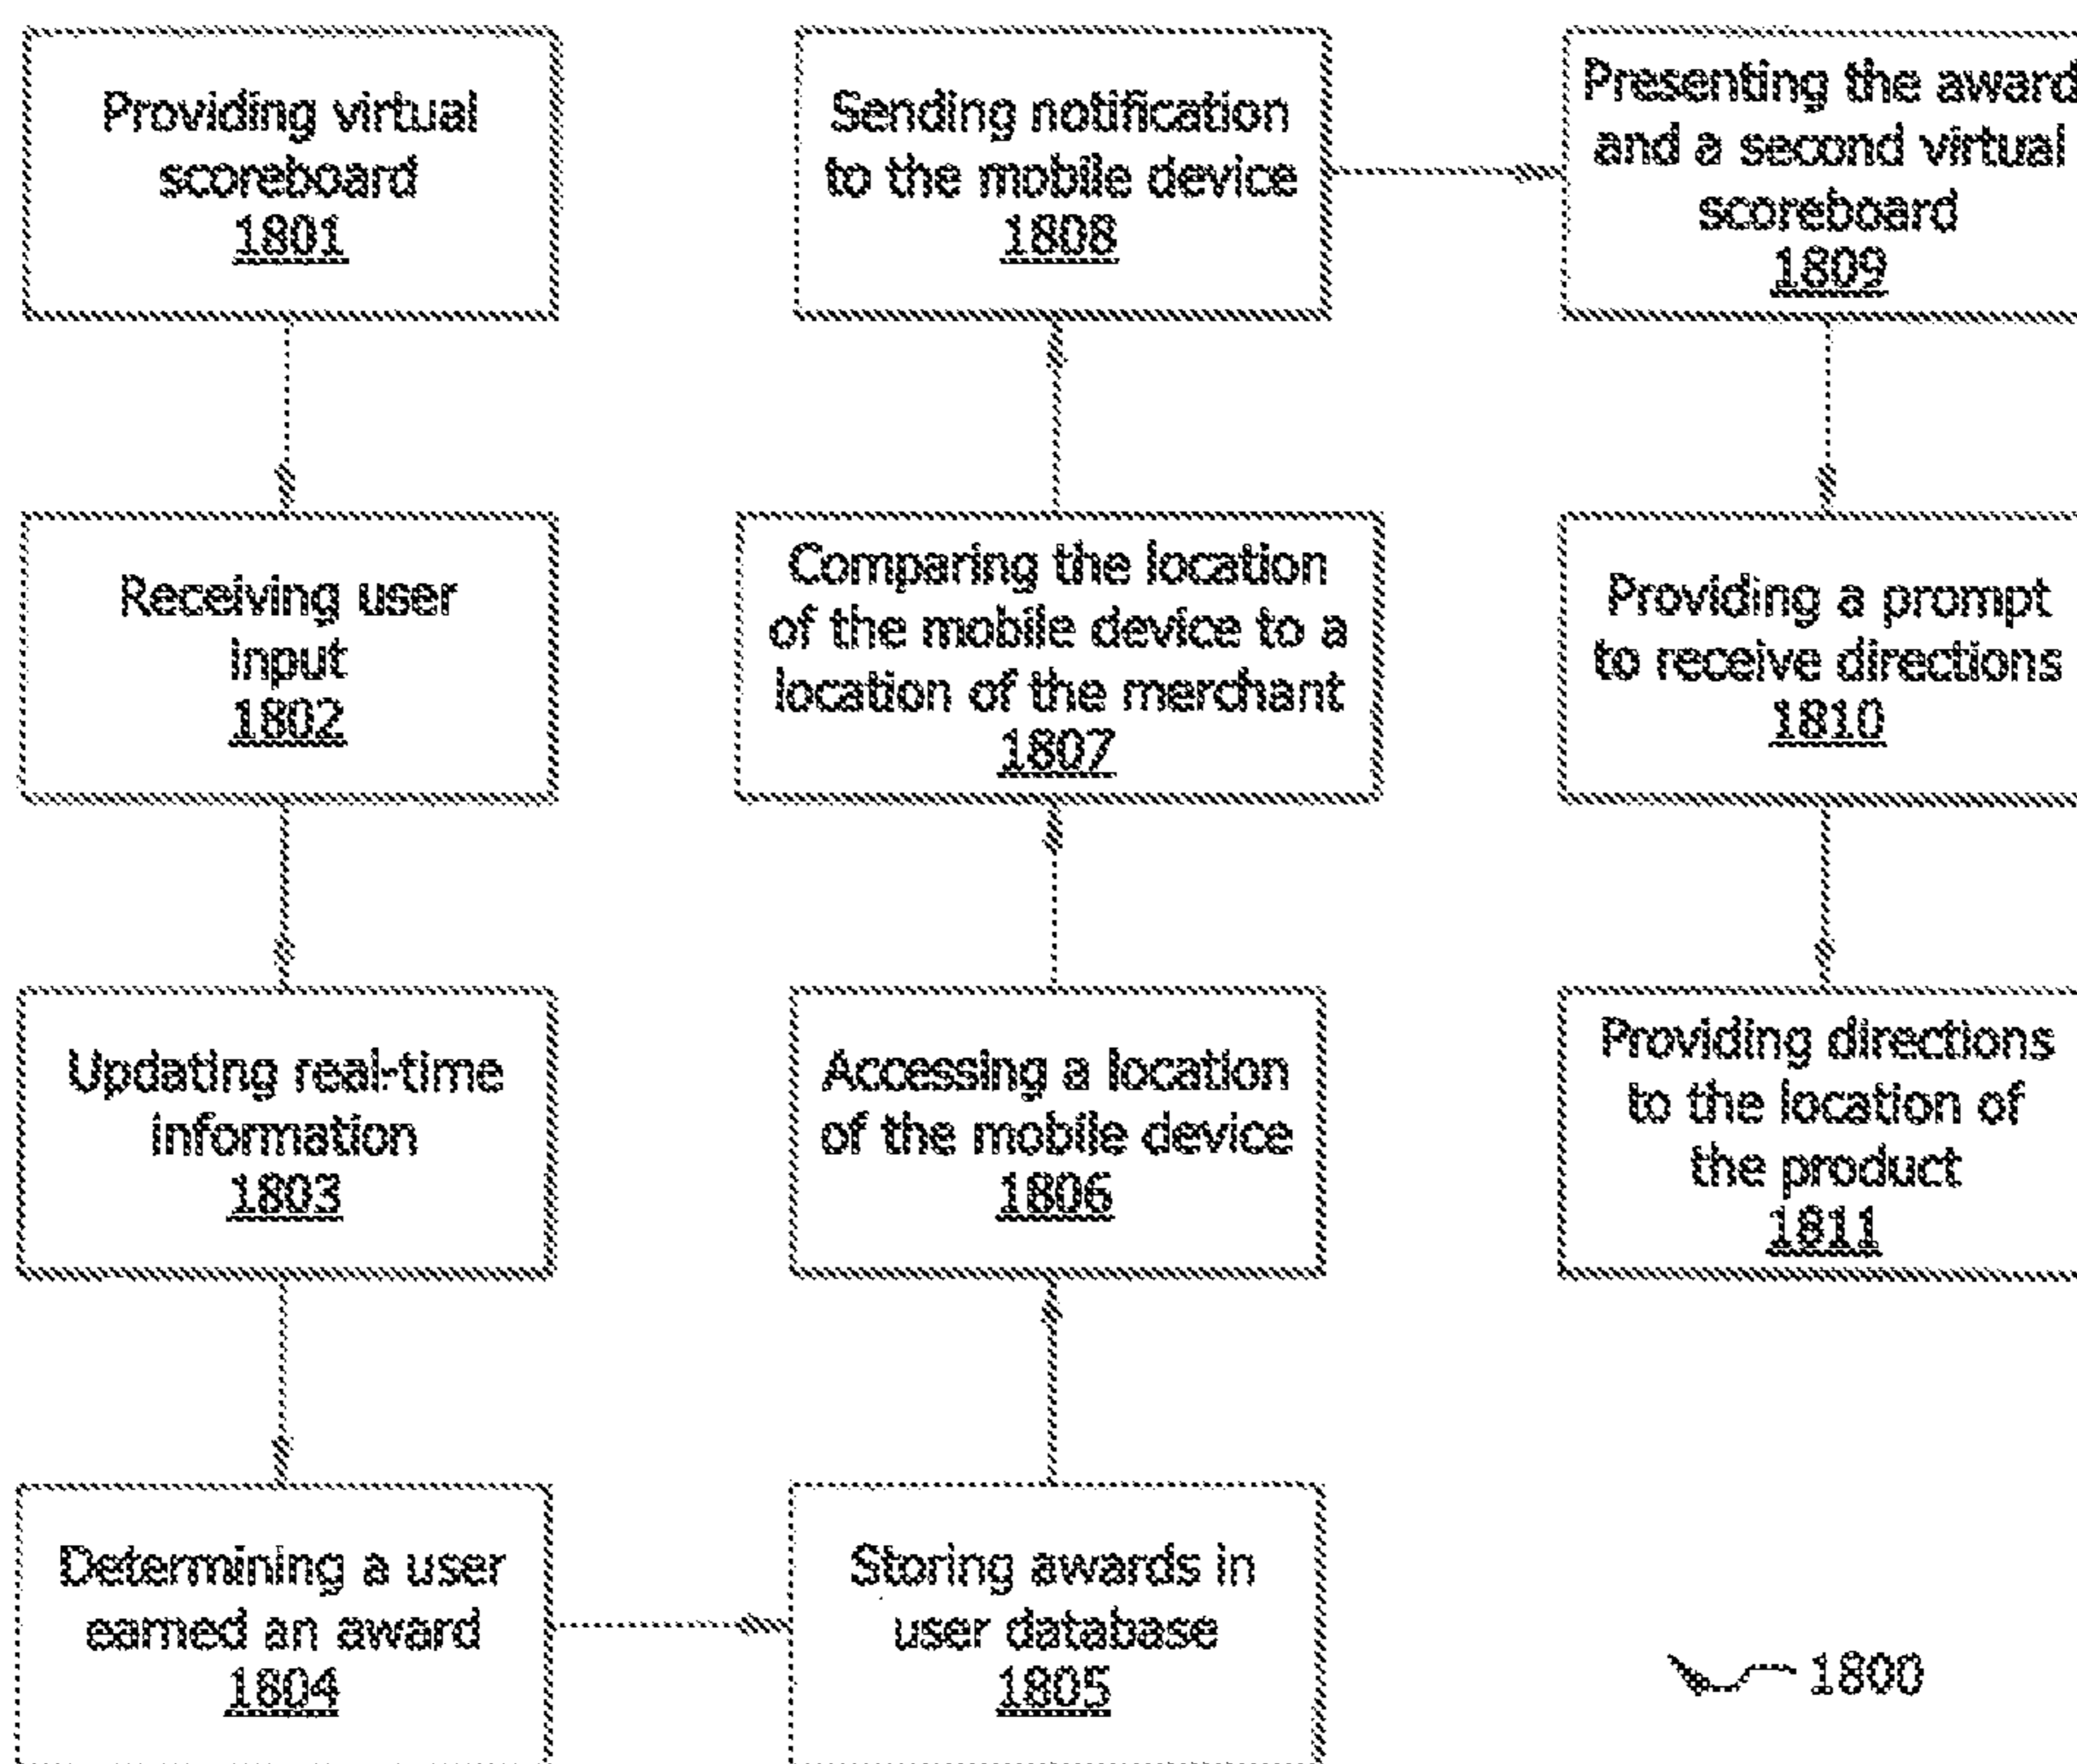 Providing virtual
scoreboard
1801
Receiving user
input
1802
Updating real-time
information
1803
Determining a user
earned an award
1804
Storing awards in
user database
1805
Accessing a location
of the mobile device
1806
Comparing the location
of the mobile device to a
location of the merchant
1807
Sending notification
to the mobile device
1808
Presenting the award
and a second virtual
scoreboard
1809
Providing a prompt
to receive directions
1810
Providing directions
to the location of
the product
1811
1800